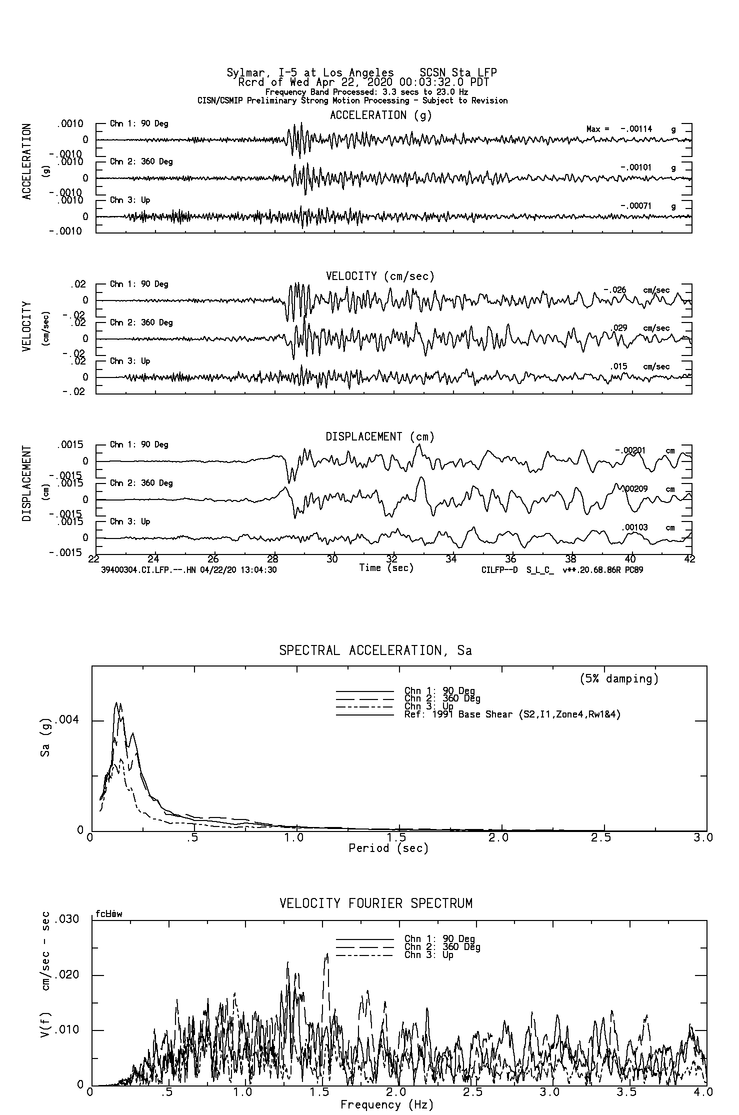 Sylmar, I-5 at Los Angeles SCSN Sta LFP
Rcrd of Wed Apr 22, 2020 00:03:32.0 PDT
Frequency Band Processed: 3.3 secs to 23.0 Hz
CISN/CSMIP Preliminary Strong Motion Processing - Subject to Revision
ACCELERATION (g)
.0010 Chn 1: 90 Deg Max = -.00114 g
0
-.0010
.0010 Chn 2: 360 Deg -.00101 g
0
-.0010
.0010 Chn 3: Up -.00071 g
0
-.0010
ACCELERATION
(g)
VELOCITY (cm/sec)
.02 Chn 1: 90 Deg -.026 cm/sec
0
-.02
.02 Chn 2: 360 Deg .029 cm/sec
0
-.02
.02 Chn 3: Up .015 cm/sec
0
-.02
VELOCITY
(cm/sec)
DISPLACEMENT (cm)
.0015 Chn 1: 90 Deg -.00201 cm
0
-.0015
.0015 Chn 2: 360 Deg .00209 cm
0
-.0015
.0015 Chn 3: Up .00103 cm
0
-.0015
DISPLACEMENT
(cm)
22 24 26 28 30 32 34 36 38 40 42
39400304.CI.LFP.--.HN 04/22/20 13:04:30 Time (sec) CILFP--D S_L_C_ v**.20.68.86R PC89
SPECTRAL ACCELERATION, Sa
(5% damping)
Chn 1: 90 Deg
Chn 2: 360 Deg
Chn 3: Up
Ref: 1991 Base Shear (S2,I1,Zone4,Rw1&4)
Sa (g)
.004
0
0 .5 1.0 1.5 2.0 2.5 3.0
Period (sec)
VELOCITY FOURIER SPECTRUM
Chn 1: 90 Deg
Chn 2: 360 Deg
Chn 3: Up
V(f) cm/sec - sec
.030
.020
.010
0
0 .5 1.0 1.5 2.0 2.5 3.0 3.5 4.0
Frequency (Hz)